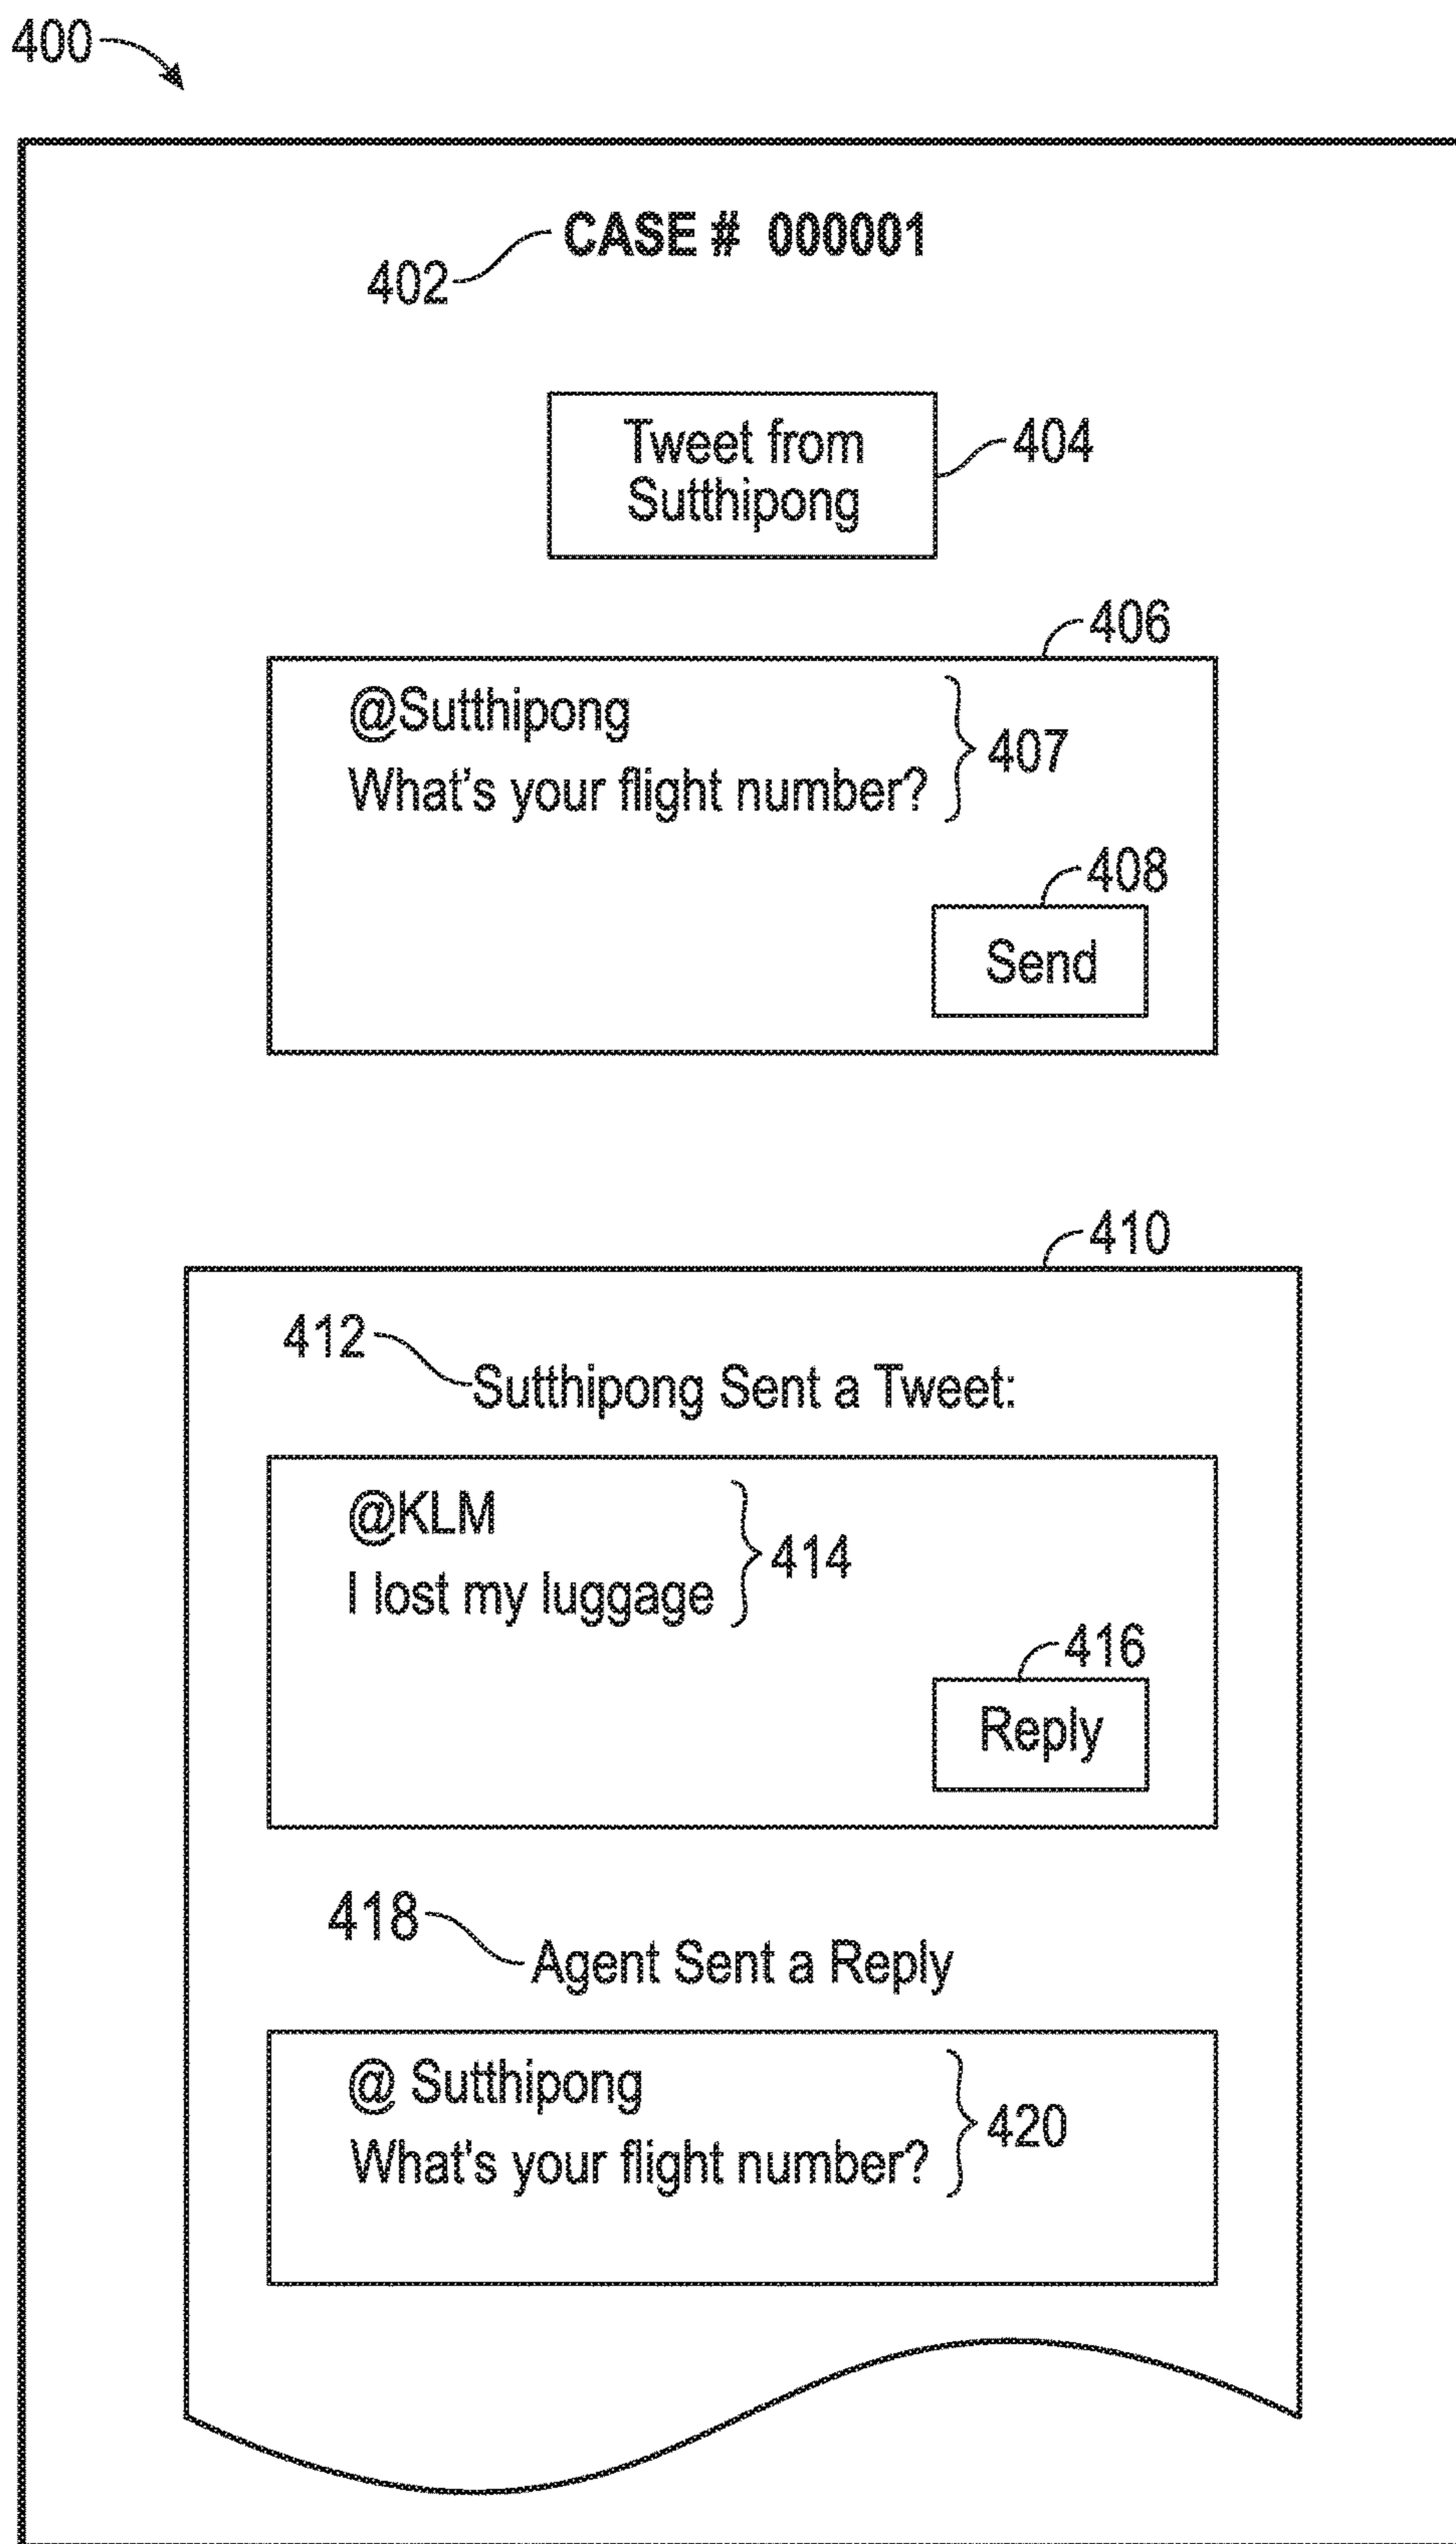 400
CASE # 000001
402
Tweet from
Sutthipong
404
406
@Sutthipong
What's your flight number?
407
408
Send
410
412
Sutthipong Sent a Tweet:
@KLM
I lost my luggage
414
416
Reply
418
Agent Sent a Reply
@ Sutthipong
What's your flight number?
420